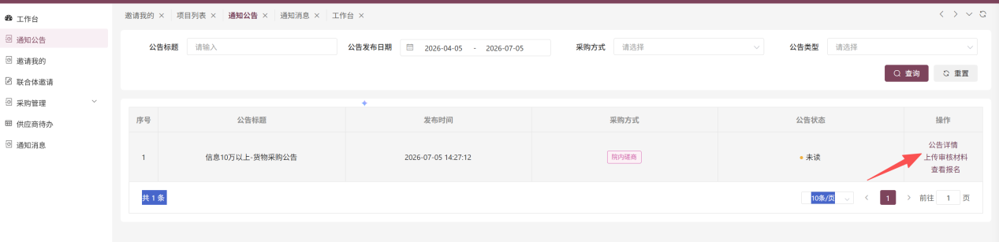 工作台
通知公告
邀请我的
联合体邀请
采购管理
供应商待办
通知消息
邀请我的 × 项目列表 × 通知公告 × 通知消息 × 工作台 ×
公告标题 请输入 公告发布日期 2026-04-05 - 2026-07-05 采购方式 请选择 公告类型 请选择
查询 重置
序号 公告标题 发布时间 采购方式 公告状态 操作
1 信息10万以上-货物采购公告 2026-07-05 14:27:12 院内磋商 未读 公告详情
上传审核材料
查看报名
共 1 条 10条/页 1 前往 1 页